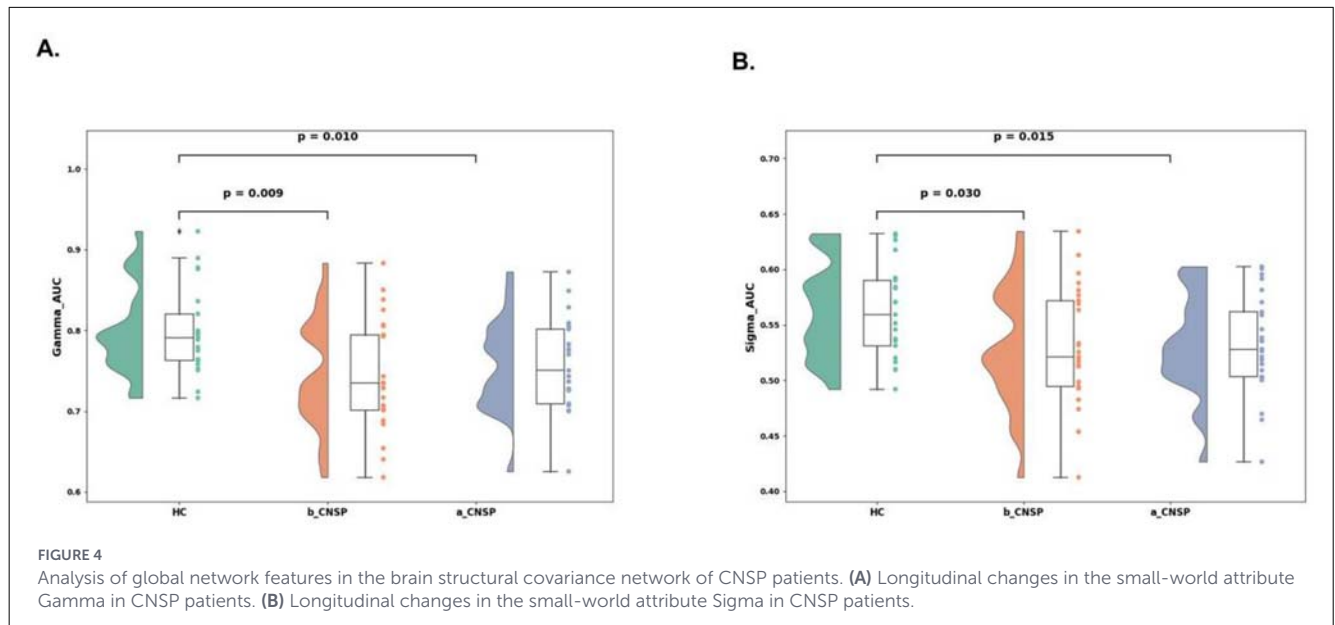 A.
B.
p = 0.010
p = 0.009
1.0
0.9
0.8
0.7
0.6
Gamma_AUC
HC
b_CNSP
a_CNSP
p = 0.015
p = 0.030
0.70
0.65
0.60
0.55
0.50
0.45
0.40
Sigma_AUC
HC
b_CNSP
a_CNSP
FIGURE 4
Analysis of global network features in the brain structural covariance network of CNSP patients. (A) Longitudinal changes in the small-world attribute
Gamma in CNSP patients. (B) Longitudinal changes in the small-world attribute Sigma in CNSP patients.